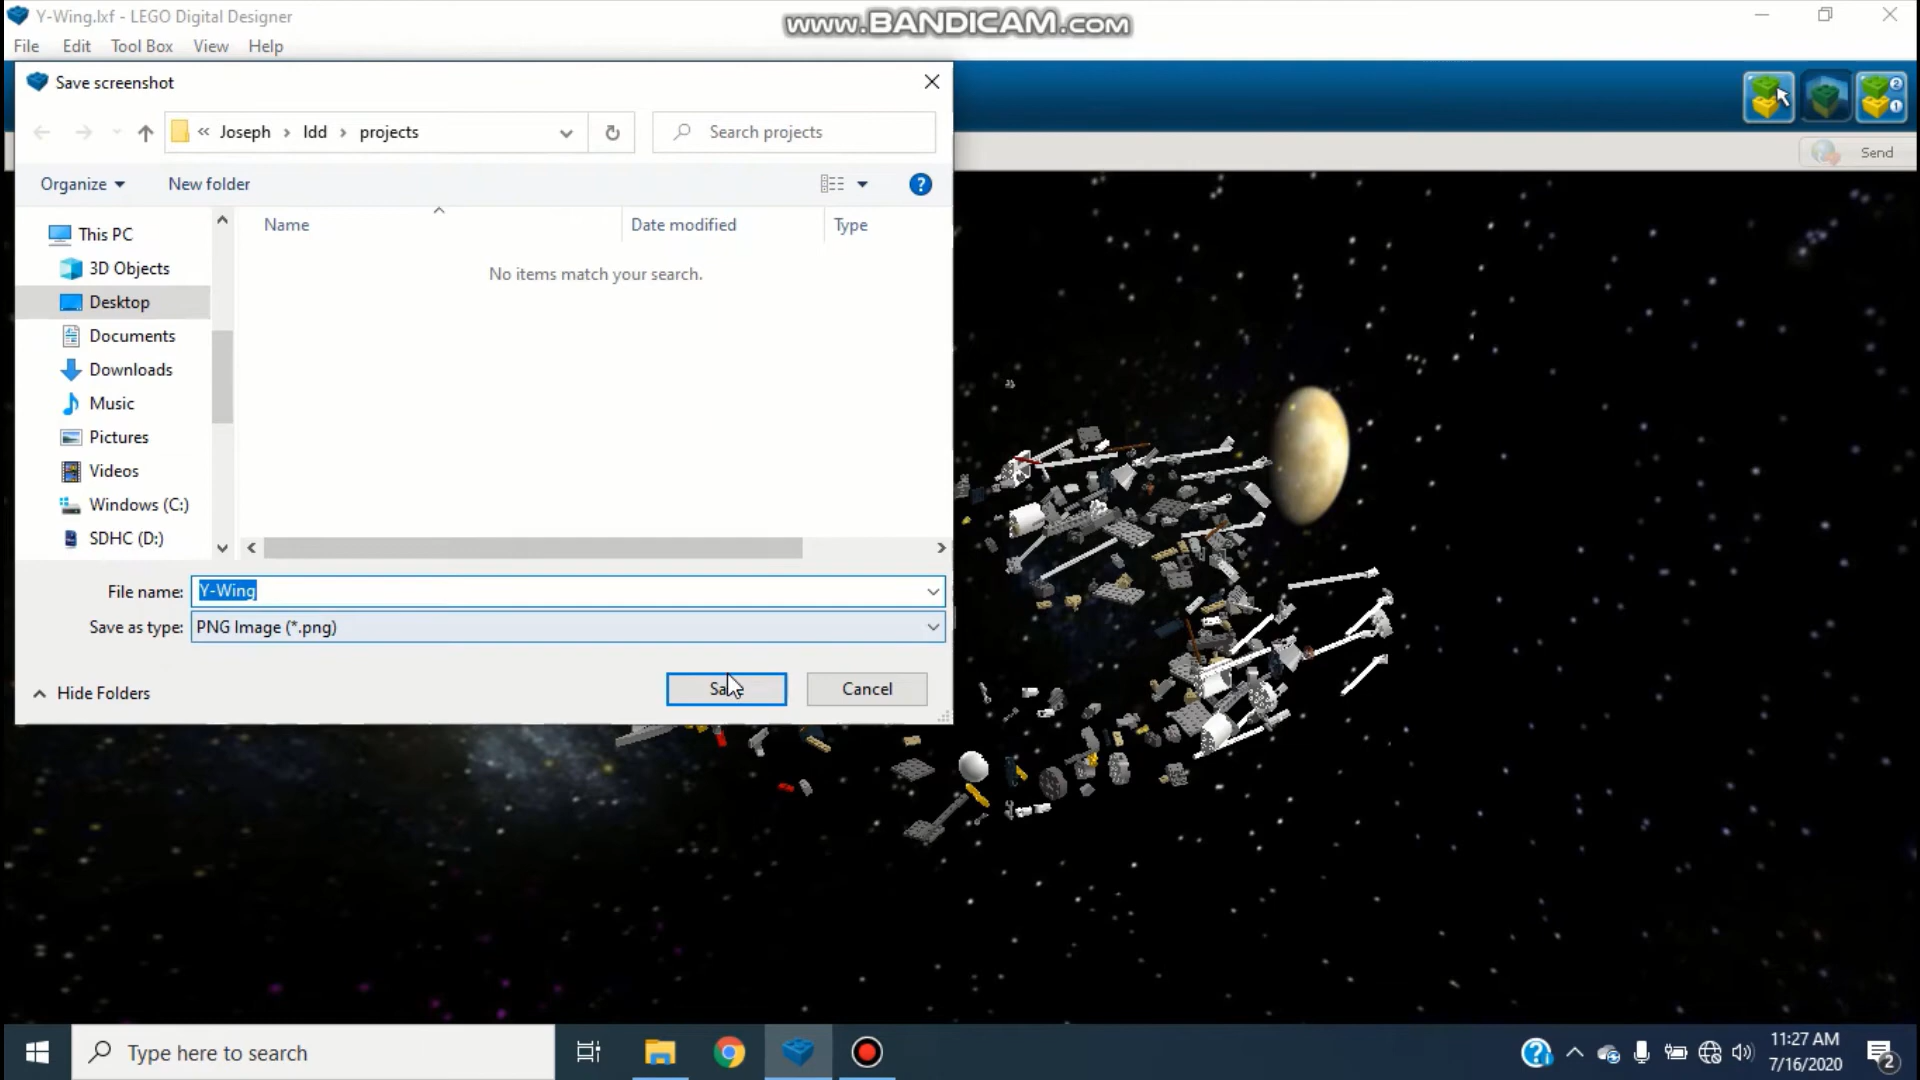 Y-Wing.lxf - LEGO Digital Designer
www.BANDICAM.com
File Edit Tool Box View Help
Save screenshot
« Joseph › ldd › projects
Search projects
Send
Organize
New folder
Name
Date modified
Type
No items match your search.
This PC
3D Objects
Desktop
Documents
Downloads
Music
Pictures
Videos
Windows (C:)
SDHC (D:)
File name: Y-Wing
Save as type: PNG Image (*.png)
Hide Folders
Save
Cancel
Type here to search
11:27 AM
7/16/2020
2